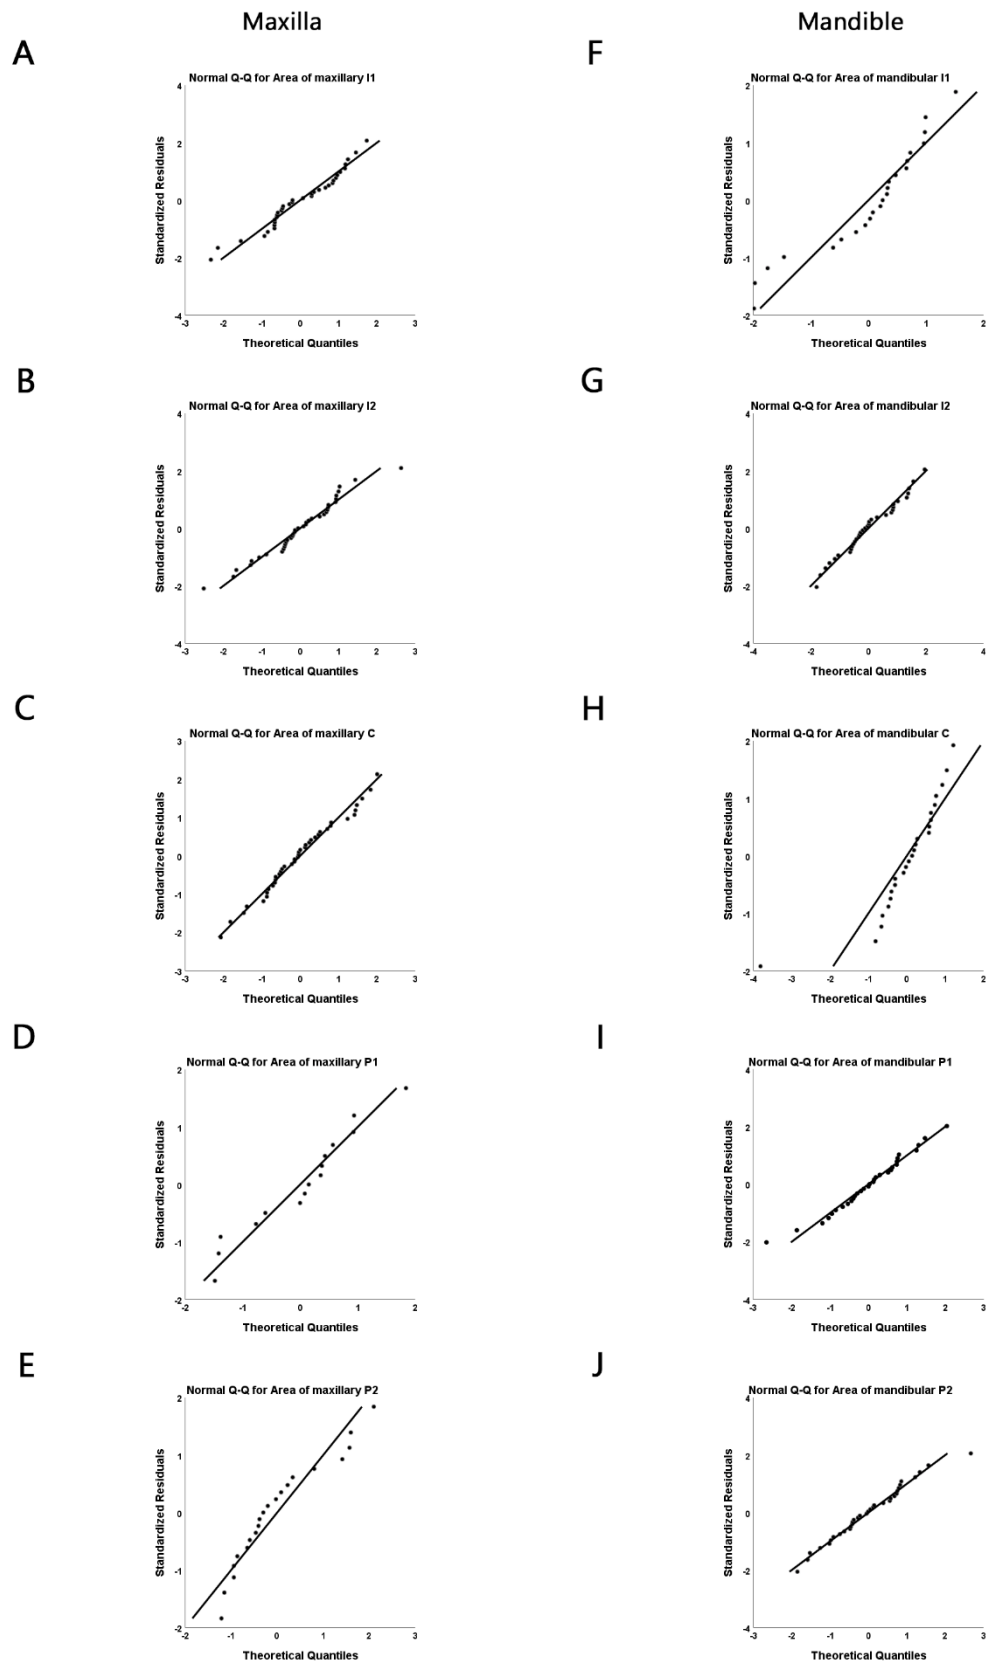 Maxilla
Mandible
A
Normal Q-Q for Area of maxillary I1
Standardized Residuals
4
2
0
-2
-4
-3 -2 -1 0 1 2 3
Theoretical Quantiles
F
Normal Q-Q for Area of mandibular I1
Standardized Residuals
2
1
0
-1
-2
-2 -1 0 1 2
Theoretical Quantiles
B
Normal Q-Q for Area of maxillary I2
Standardized Residuals
4
2
0
-2
-4
-3 -2 -1 0 1 2 3
Theoretical Quantiles
G
Normal Q-Q for Area of mandibular I2
Standardized Residuals
4
2
0
-2
-4
-4 -2 0 2 4
Theoretical Quantiles
C
Normal Q-Q for Area of maxillary C
Standardized Residuals
3
2
1
0
-1
-2
-3
-3 -2 -1 0 1 2 3
Theoretical Quantiles
H
Normal Q-Q for Area of mandibular C
Standardized Residuals
2
1
0
-1
-2
-4 -3 -2 -1 0 1 2
Theoretical Quantiles
D
Normal Q-Q for Area of maxillary P1
Standardized Residuals
2
1
0
-1
-2
-2 -1 0 1 2
Theoretical Quantiles
I
Normal Q-Q for Area of mandibular P1
Standardized Residuals
4
2
0
-2
-4
-3 -2 -1 0 1 2 3
Theoretical Quantiles
E
Normal Q-Q for Area of maxillary P2
Standardized Residuals
2
1
0
-1
-2
-2 -1 0 1 2 3
Theoretical Quantiles
J
Normal Q-Q for Area of mandibular P2
Standardized Residuals
4
2
0
-2
-4
-3 -2 -1 0 1 2 3
Theoretical Quantiles